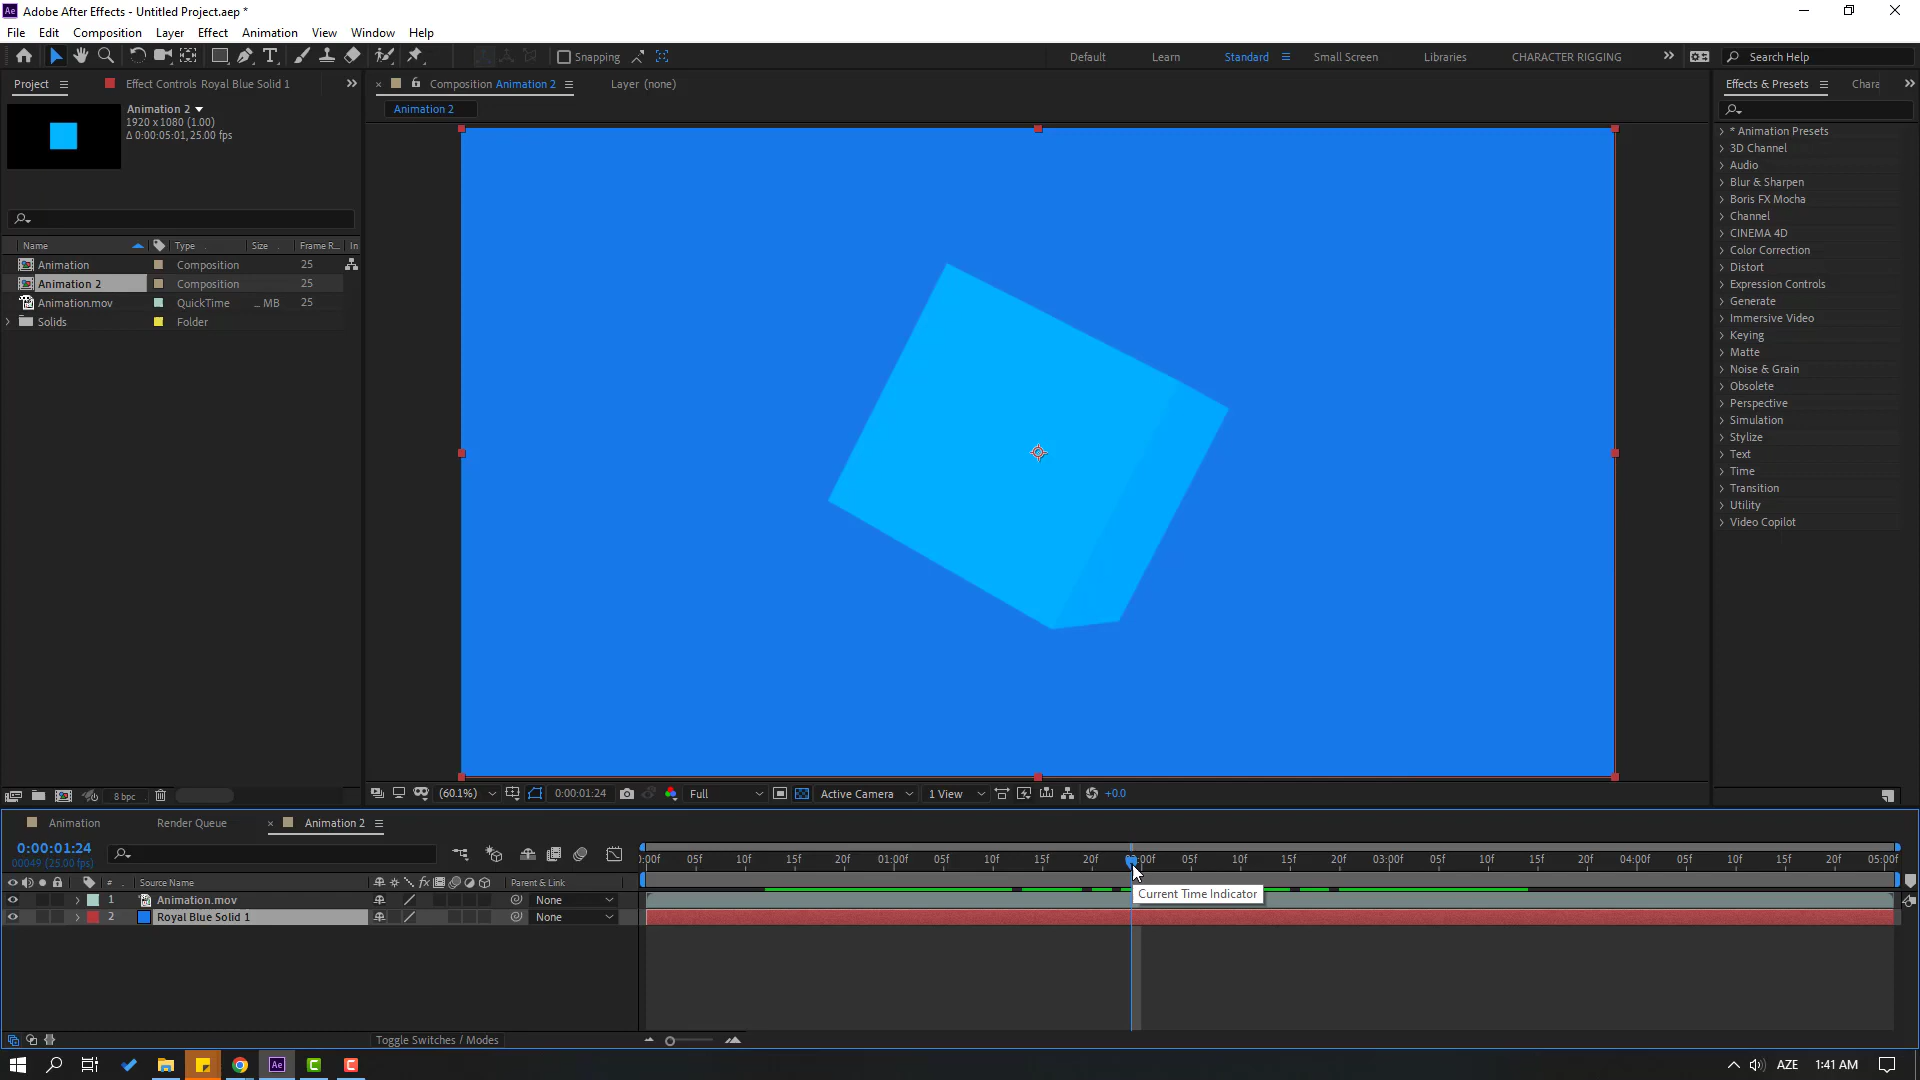 Adobe After Effects - Untitled Project.aep *
File Edit Composition Layer Effect Animation View Window Help
Snapping Default Learn Standard Small Screen Libraries CHARACTER RIGGING Search Help
Project Effect Controls Royal Blue Solid 1
Composition Animation 2 Layer (none)
Effects & Presets Chara
Animation 2
1920 x 1080 (1.00)
Δ 0:00:05:01, 25.00 fps
Animation 2
Name Type Size Frame R... In
Animation Composition 25
Animation 2 Composition 25
Animation.mov QuickTime ... MB 25
Solids Folder
* Animation Presets
3D Channel
Audio
Blur & Sharpen
Boris FX Mocha
Channel
CINEMA 4D
Color Correction
Distort
Expression Controls
Generate
Immersive Video
Keying
Matte
Noise & Grain
Obsolete
Perspective
Simulation
Stylize
Text
Time
Transition
Utility
Video Copilot
8 bpc
(60.1%) 0:00:01:24 Full Active Camera 1 View +0.0
Animation Render Queue Animation 2
0:00:01:24
00049 (25.00 fps)
):00f 05f 10f 15f 20f 01:00f 05f 10f 15f 20f 02:00f 05f 10f 15f 20f 03:00f 05f 10f 15f 20f 04:00f 05f 10f 15f 20f 05:00f
# Source Name fx Parent & Link
1 Animation.mov None
2 Royal Blue Solid 1 None
Current Time Indicator
Toggle Switches / Modes
AZE 1:41 AM